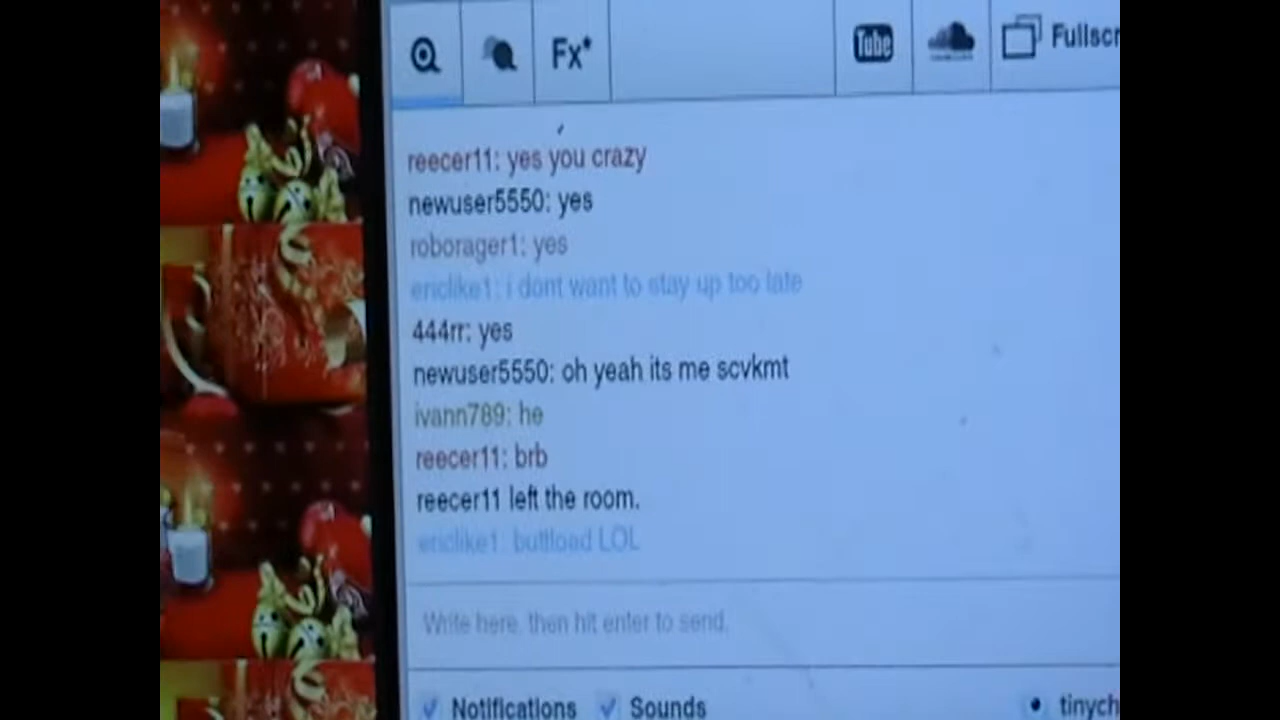 Fx*
Tube
Fullscr
reecer11: yes you crazy
newuser5550: yes
roborager1: yes
ericlike1: i dont want to stay up too late
444rr: yes
newuser5550: oh yeah its me scvkmt
ivann789: he
reecer11: brb
reecer11 left the room.
ericlike1: buttload LOL
Write here, then hit enter to send.
Notifications
Sounds
tinych